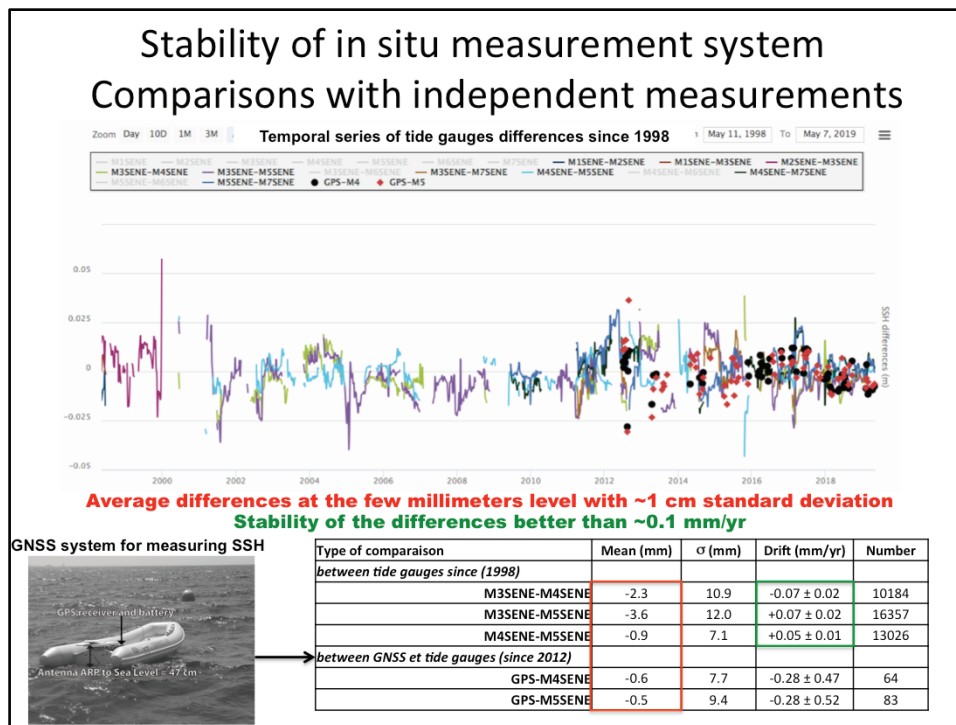 Stability of in situ measurement system
Comparisons with independent measurements
Zoom Day 10D 1M 3M Temporal series of tide gauges differences since 1998 May 11, 1998 To May 7, 2019
M1SENE M2SENE M3SENE M4SENE M5SENE M6SENE M7SENE M1SENE-M2SENE M1SENE-M3SENE M2SENE-M3SENE
M3SENE-M4SENE M3SENE-M5SENE M3SENE-M6SENE M3SENE-M7SENE M4SENE-M5SENE M4SENE-M6SENE M4SENE-M7SENE
M5SENE-M6SENE M5SENE-M7SENE GPS-M4 GPS-M5
0.05
0.025
0
-0.025
-0.05
SSH differences (m)
2000 2002 2004 2006 2008 2010 2012 2014 2016 2018
Average differences at the few millimeters level with ~1 cm standard deviation
Stability of the differences better than ~0.1 mm/yr
GNSS system for measuring SSH
GPS receiver and battery
Antenna ARP to Sea Level = 47 cm
Type of comparaison Mean (mm) σ (mm) Drift (mm/yr) Number
between tide gauges since (1998)
M3SENE-M4SENE -2.3 10.9 -0.07 ± 0.02 10184
M3SENE-M5SENE -3.6 12.0 +0.07 ± 0.02 16357
M4SENE-M5SENE -0.9 7.1 +0.05 ± 0.01 13026
between GNSS et tide gauges (since 2012)
GPS-M4SENE -0.6 7.7 -0.28 ± 0.47 64
GPS-M5SENE -0.5 9.4 -0.28 ± 0.52 83